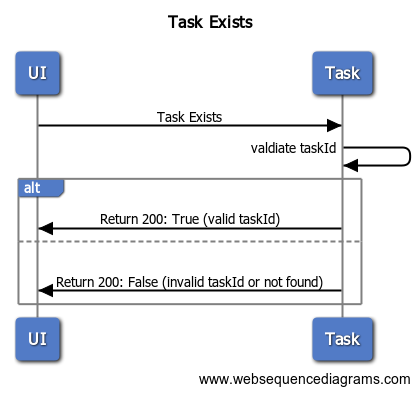 Task Exists
UI
Task
Task Exists
valdiate taskId
alt
Return 200: True (valid taskId)
Return 200: False (invalid taskId or not found)
UI
Task
www.websequencediagrams.com